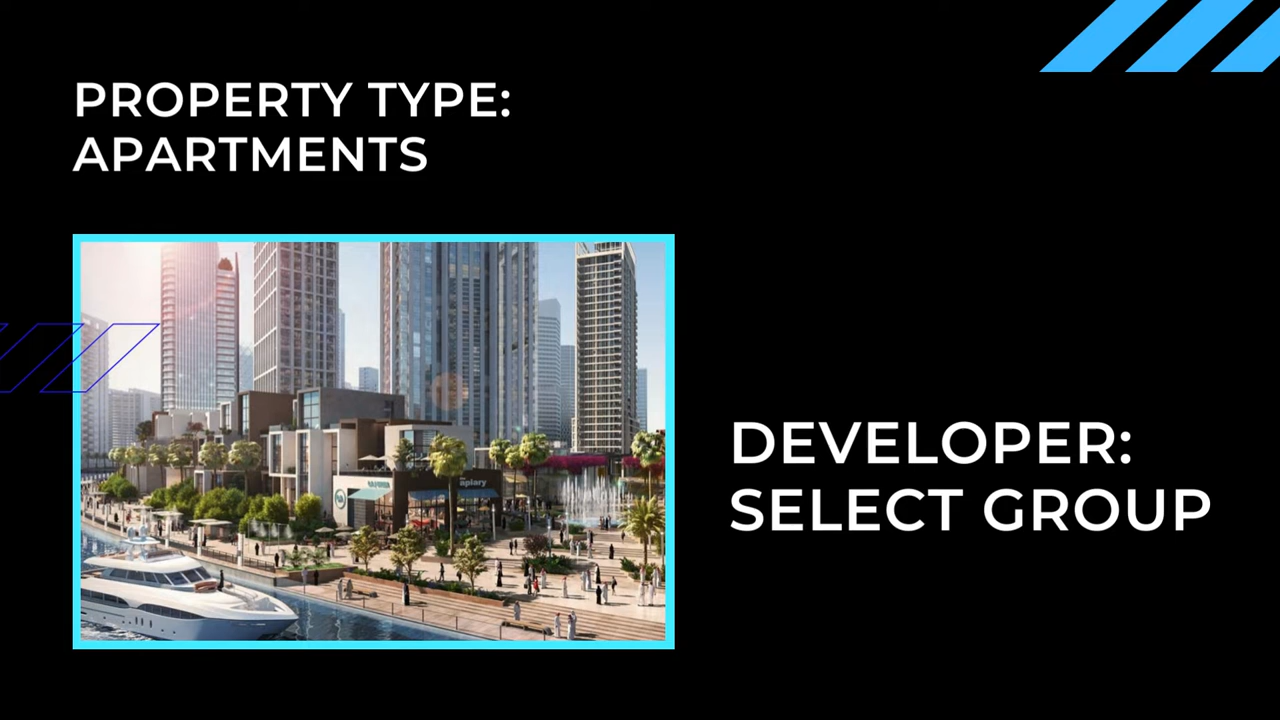 PROPERTY TYPE:
APARTMENTS
apiary
DEVELOPER:
SELECT GROUP